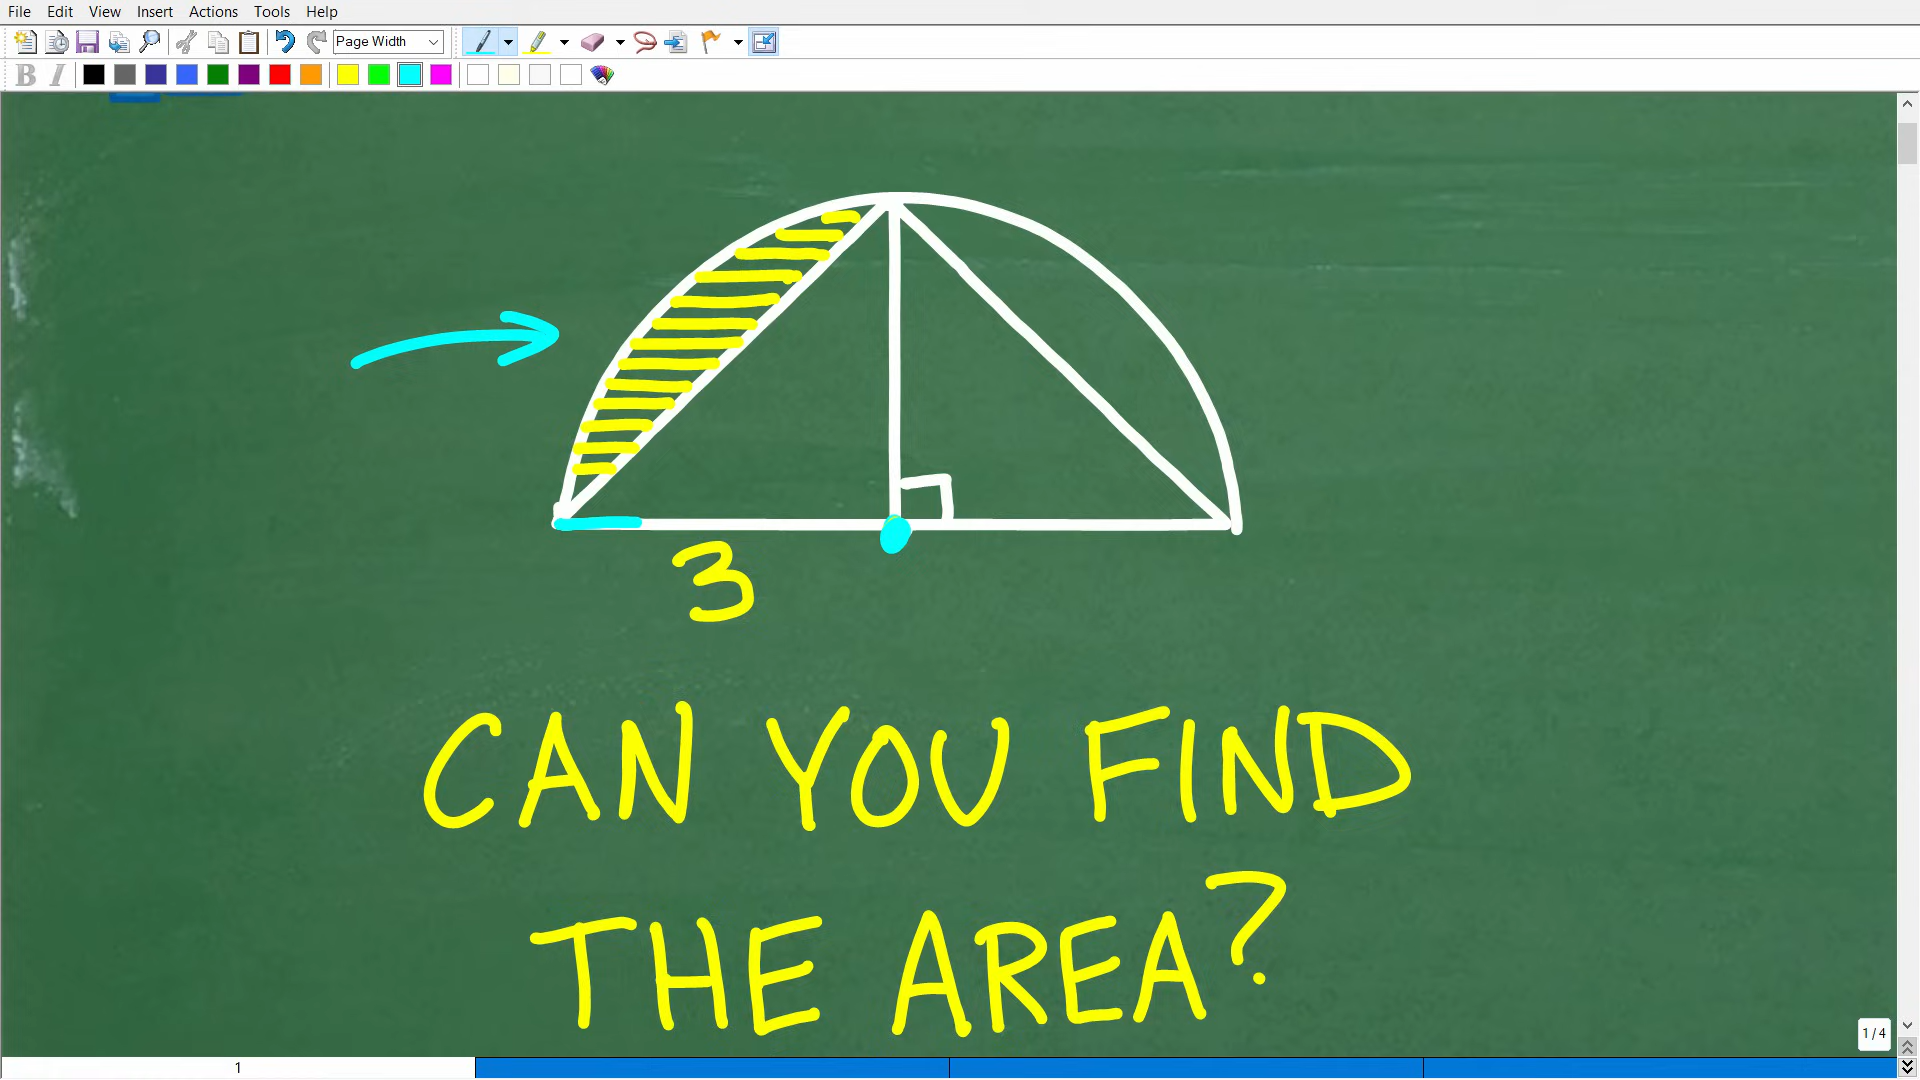 File Edit View Insert Actions Tools Help
Page Width
B I
3
CAN YOU FIND
THE AREA?
1 / 4
1